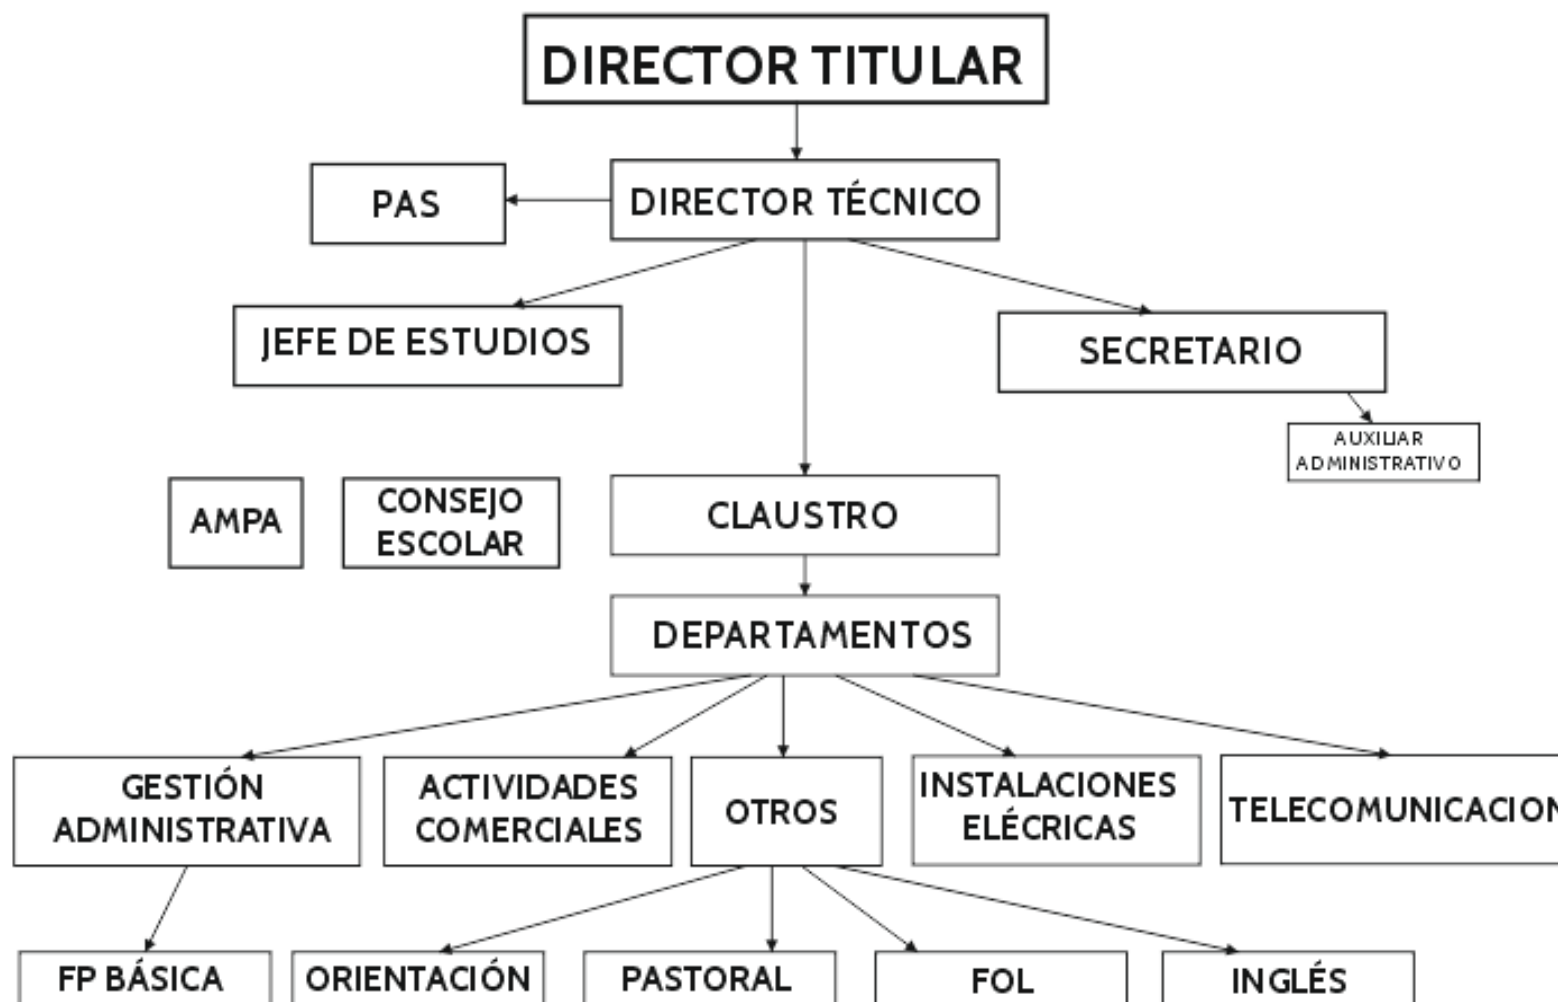 DIRECTOR TITULAR
PAS
DIRECTOR TÉCNICO
JEFE DE ESTUDIOS
SECRETARIO
AUXILIAR
ADMINISTRATIVO
AMPA
CONSEJO
ESCOLAR
CLAUSTRO
DEPARTAMENTOS
GESTIÓN
ADMINISTRATIVA
ACTIVIDADES
COMERCIALES
OTROS
INSTALACIONES
ELÉCRICAS
TELECOMUNICACION
FP BÁSICA
ORIENTACIÓN
PASTORAL
FOL
INGLÉS